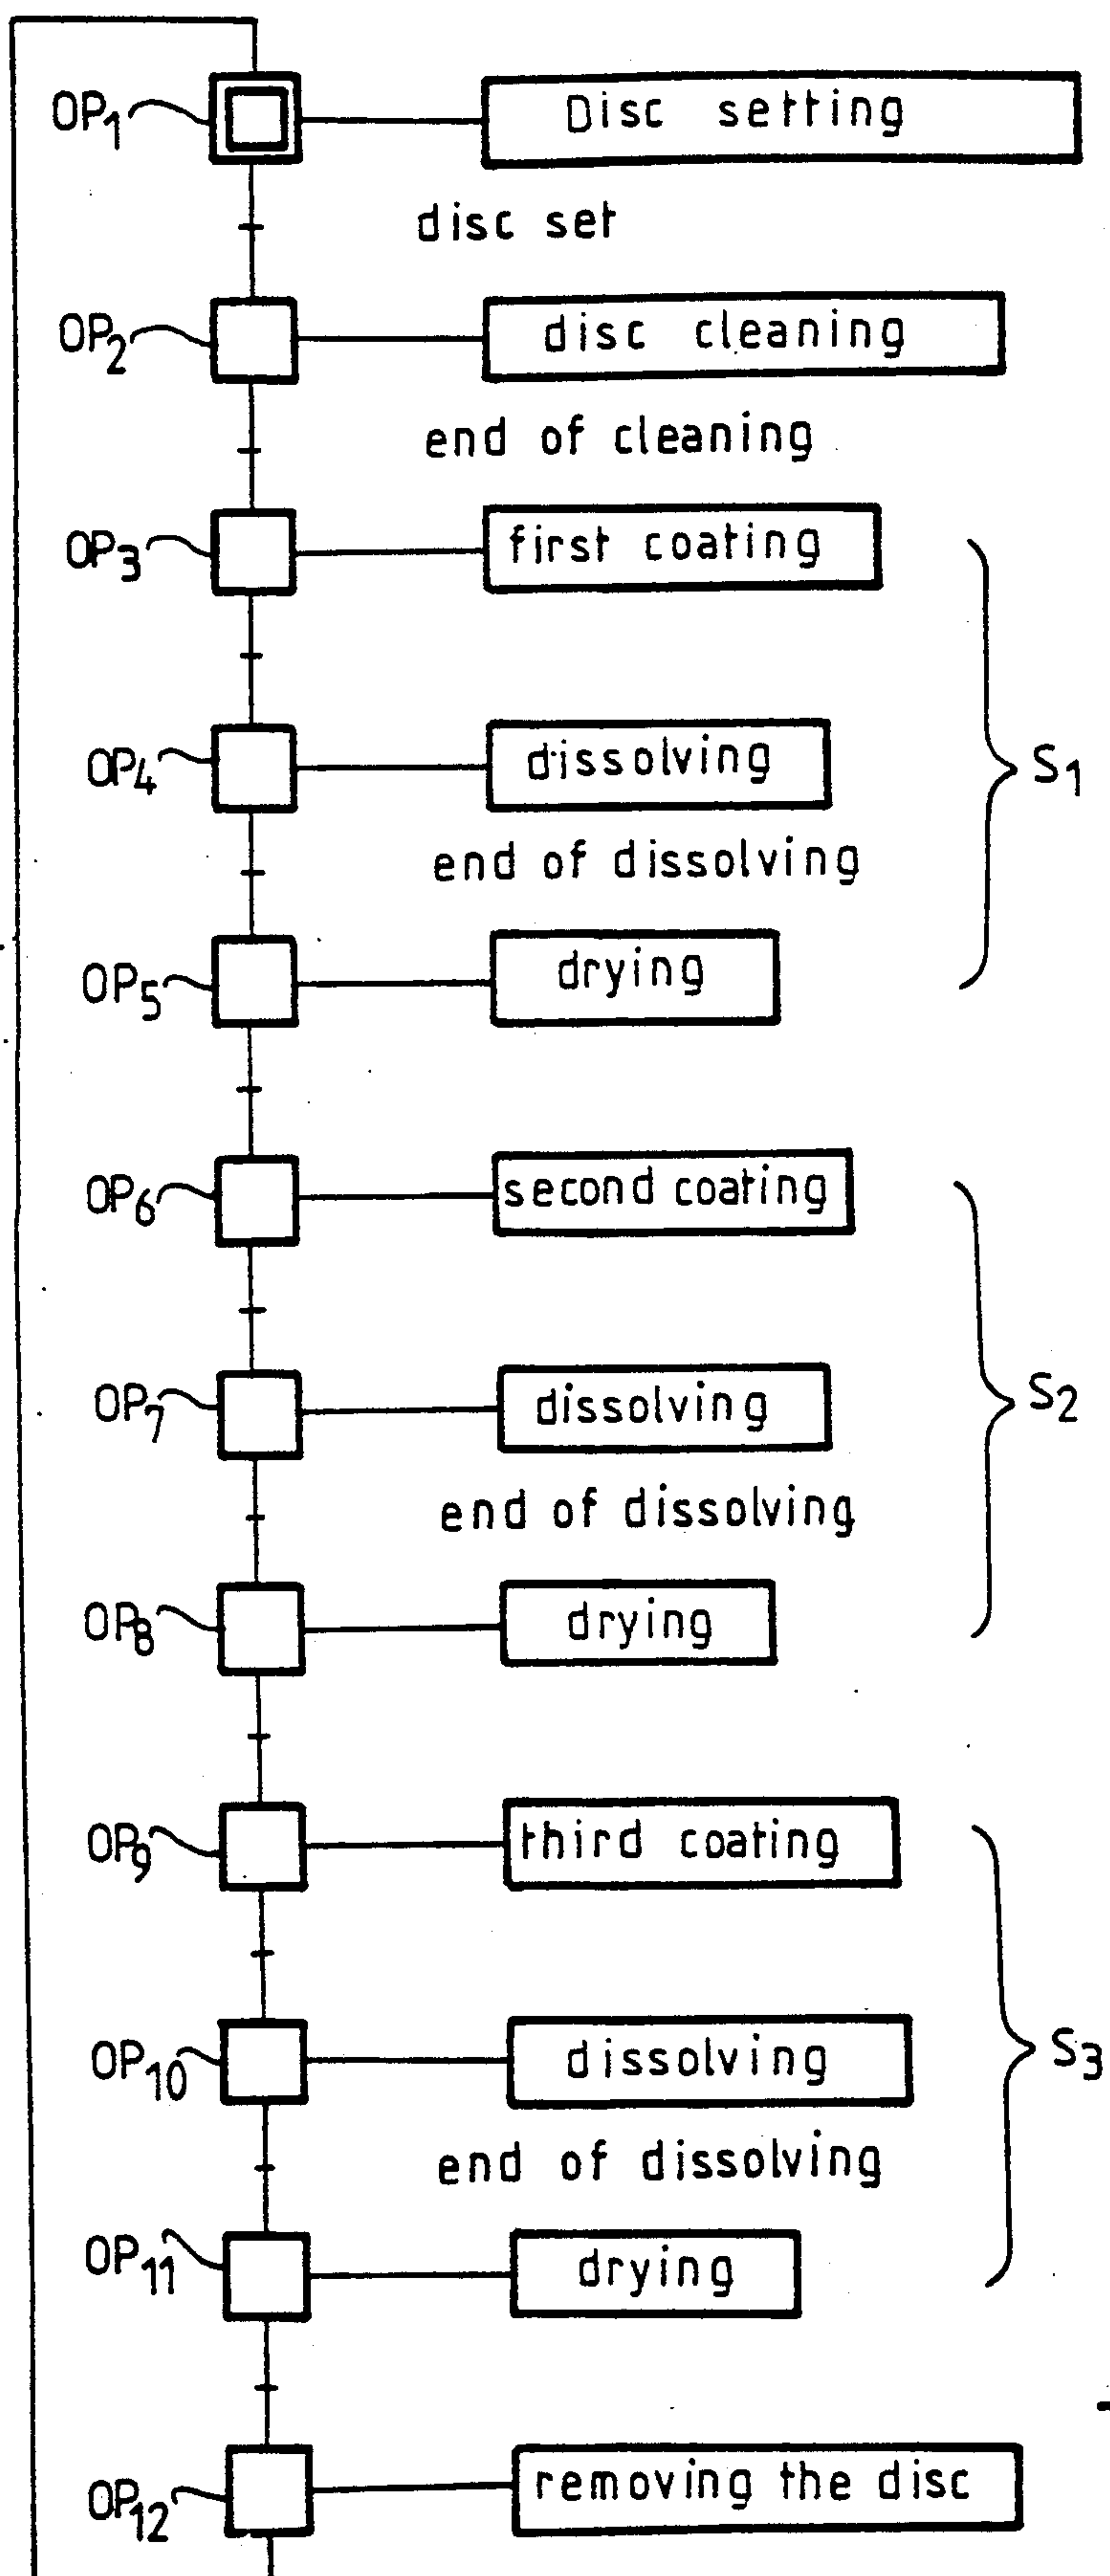 OP1 Disc setting
disc set
OP2 disc cleaning
end of cleaning
OP3 first coating
OP4 dissolving
S1
end of dissolving
OP5 drying
OP6 second coating
OP7 dissolving
S2
end of dissolving
OP8 drying
OP9 third coating
OP10 dissolving
S3
end of dissolving
OP11 drying
OP12 removing the disc